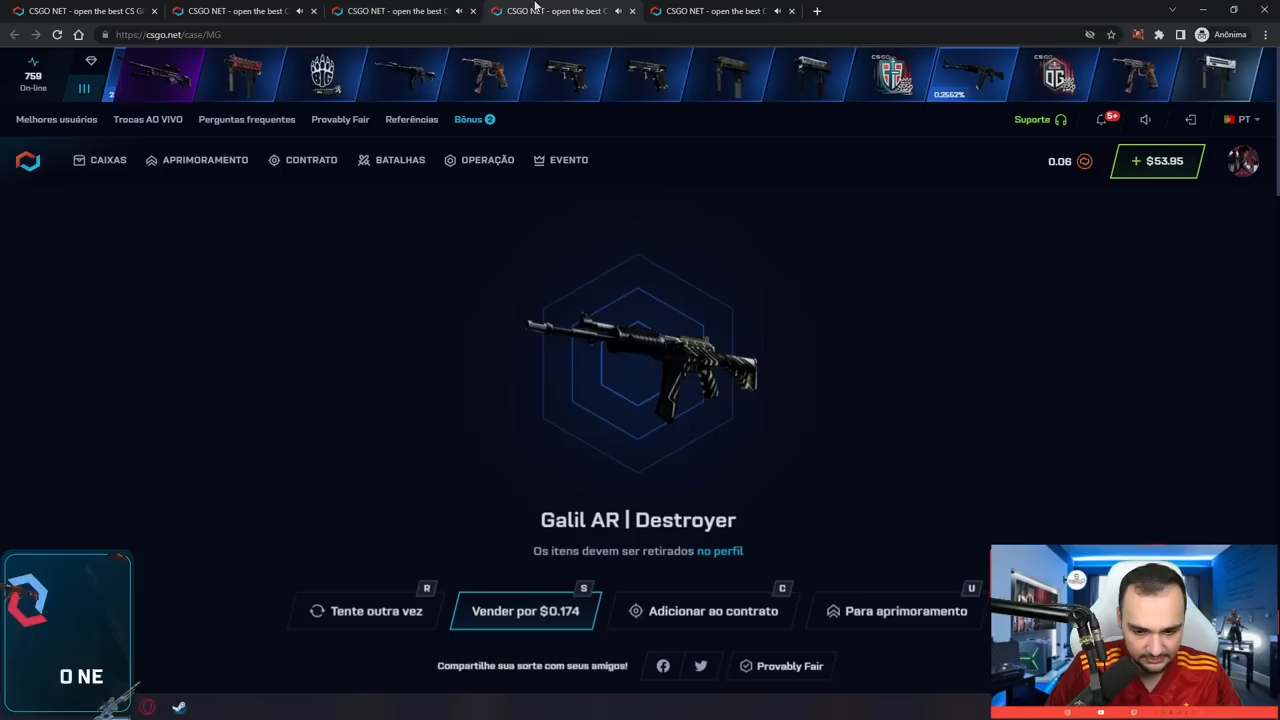 CSGO NET - open the best CS G
CSGO NET - open the best C
CSGO NET - open the best C
CSGO NET - open the best C
CSGO NET - open the best C
https://csgo.net/case/MG
Anônima
759
On-line
0.2552%
Melhores usuários
Trocas AO VIVO
Perguntas frequentes
Provably Fair
Referências
Bônus 2
Suporte
5+
PT
CAIXAS
APRIMORAMENTO
CONTRATO
BATALHAS
OPERAÇÃO
EVENTO
0.06
+ $53.95
Galil AR | Destroyer
Os itens devem ser retirados no perfil
R
S
C
U
Tente outra vez
Vender por $0.174
Adicionar ao contrato
Para aprimoramento
Compartilhe sua sorte com seus amigos!
Provably Fair
O NE